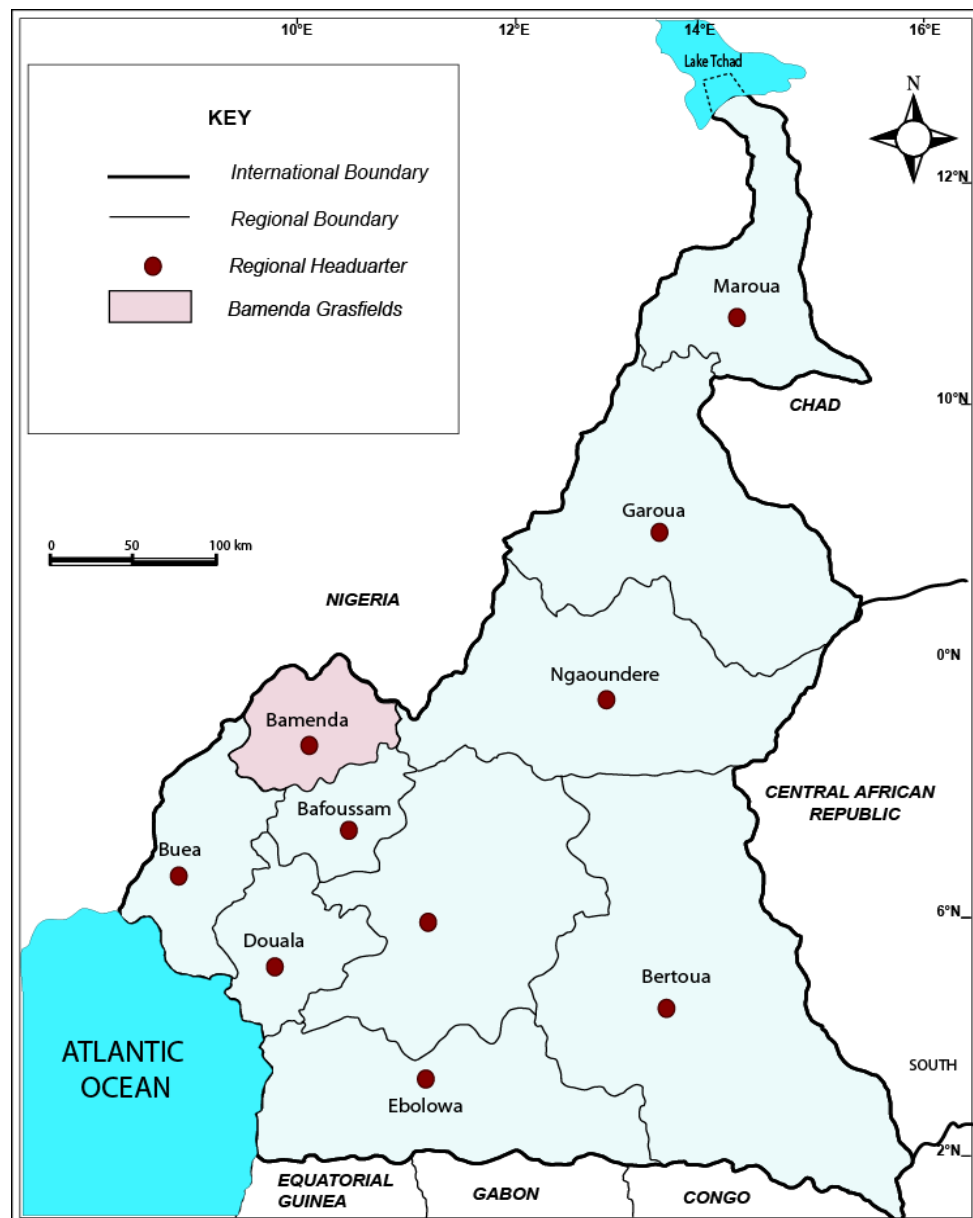 10°E 12°E 14°E 16°E
Lake Tchad
N
KEY
International Boundary
Regional Boundary
Regional Headuarter
Bamenda Grasfields
12°N
Maroua
10°N
CHAD
Garoua
0 50 100 km
NIGERIA
0°N
Ngaoundere
Bamenda
CENTRAL AFRICAN
REPUBLIC
Bafoussam
Buea
6°N
Douala
Bertoua
ATLANTIC
OCEAN
SOUTH
Ebolowa
2°N
EQUATORIAL
GUINEA
GABON
CONGO